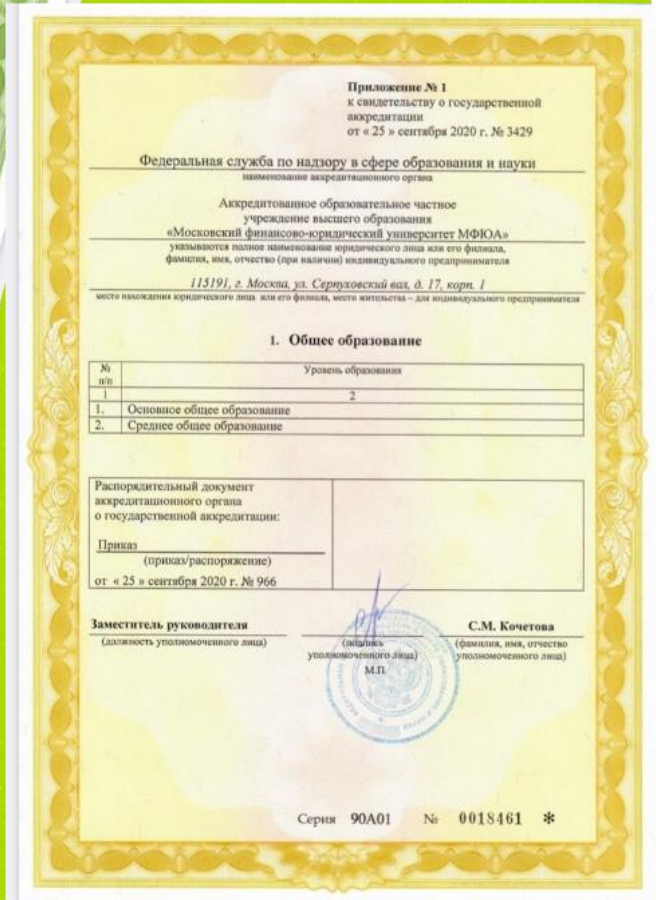 Приложение № 1
к свидетельству о государственной
аккредитации
от « 25 » сентября 2020 г. № 3429
Федеральная служба по надзору в сфере образования и науки
наименование аккредитационного органа
Аккредитованное образовательное частное
учреждение высшего образования
«Московский финансово-юридический университет МФЮА»
указываются полное наименование юридического лица или его филиала,
фамилия, имя, отчество (при наличии) индивидуального предпринимателя
115191, г. Москва, ул. Серпуховский вал, д. 17, корп. 1
место нахождения юридического лица или его филиала, место жительства – для индивидуального предпринимателя
1. Общее образование
№ Уровень образования
п/п
1 2
1. Основное общее образование
2. Среднее общее образование
Распорядительный документ
аккредитационного органа
о государственной аккредитации:
Приказ
(приказ/распоряжение)
от « 25 » сентября 2020 г. № 966
Заместитель руководителя С.М. Кочетова
(должность уполномоченного лица) (подпись (фамилия, имя, отчество
уполномоченного лица) уполномоченного лица)
М.П.
Серия 90А01 № 0018461 *